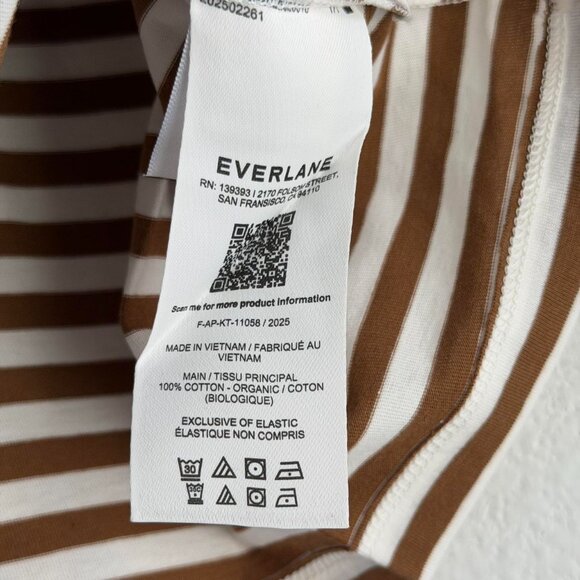 202502261
EVERLANE
RN: 139393 | 2170 FOLSOM STREET,
SAN FRANSISCO, CA 94110
Scan me for more product information
F-AP-KT-11058 / 2025
MADE IN VIETNAM / FABRIQUÉ AU
VIETNAM
MAIN / TISSU PRINCIPAL
100% COTTON - ORGANIC / COTON
(BIOLOGIQUE)
EXCLUSIVE OF ELASTIC
ÉLASTIQUE NON COMPRIS
30